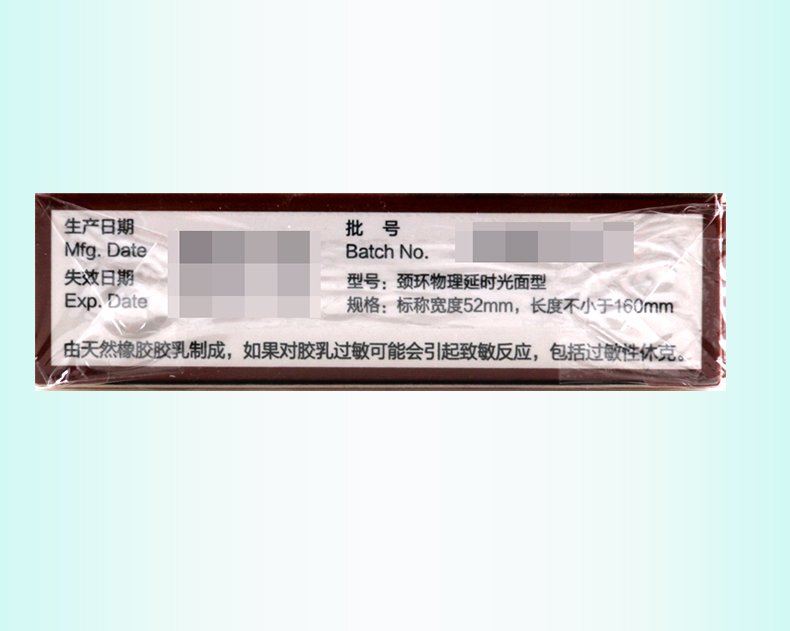 生产日期
Mfg. Date
失效日期
Exp. Date
批 号
Batch No.
型号：颈环物理延时光面型
规格：标称宽度52mm，长度不小于160mm
由天然橡胶胶乳制成，如果对胶乳过敏可能会引起致敏反应，包括过敏性休克。